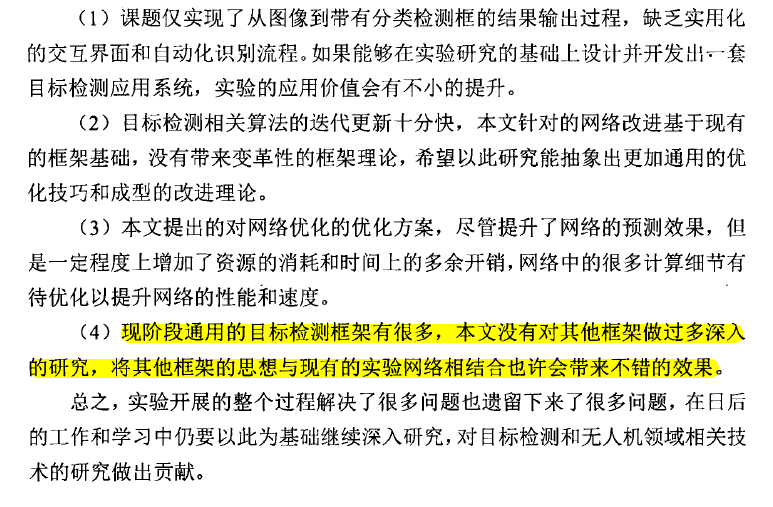 （1）课题仅实现了从图像到带有分类检测框的结果输出过程，缺乏实用化
的交互界面和自动化识别流程。如果能够在实验研究的基础上设计并开发出一套
目标检测应用系统，实验的应用价值会有不小的提升。
（2）目标检测相关算法的迭代更新十分快，本文针对的网络改进基于现有
的框架基础，没有带来变革性的框架理论，希望以此研究能抽象出更加通用的优
化技巧和成型的改进理论。
（3）本文提出的对网络优化的优化方案，尽管提升了网络的预测效果，但
是一定程度上增加了资源的消耗和时间上的多余开销，网络中的很多计算细节有
待优化以提升网络的性能和速度。
（4）现阶段通用的目标检测框架有很多，本文没有对其他框架做过多深入
的研究，将其他框架的思想与现有的实验网络相结合也许会带来不错的效果。
总之，实验开展的整个过程解决了很多问题也遗留下来了很多问题，在日后
的工作和学习中仍要以此为基础继续深入研究，对目标检测和无人机领域相关技
术的研究做出贡献。